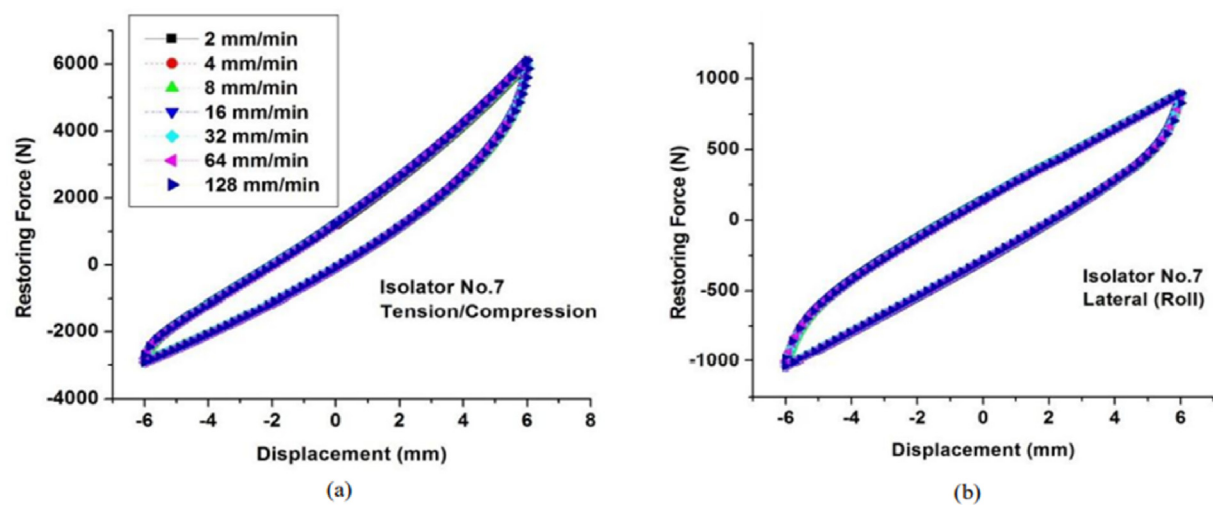 2 mm/min
4 mm/min
8 mm/min
16 mm/min
32 mm/min
64 mm/min
128 mm/min
Restoring Force (N)
6000
4000
2000
0
-2000
-4000
Isolator No.7
Tension/Compression
-6 -4 -2 0 2 4 6 8
Displacement (mm)
(a)
Restoring Force (N)
1000
500
0
-500
-1000
Isolator No.7
Lateral (Roll)
-6 -4 -2 0 2 4 6
Displacement (mm)
(b)